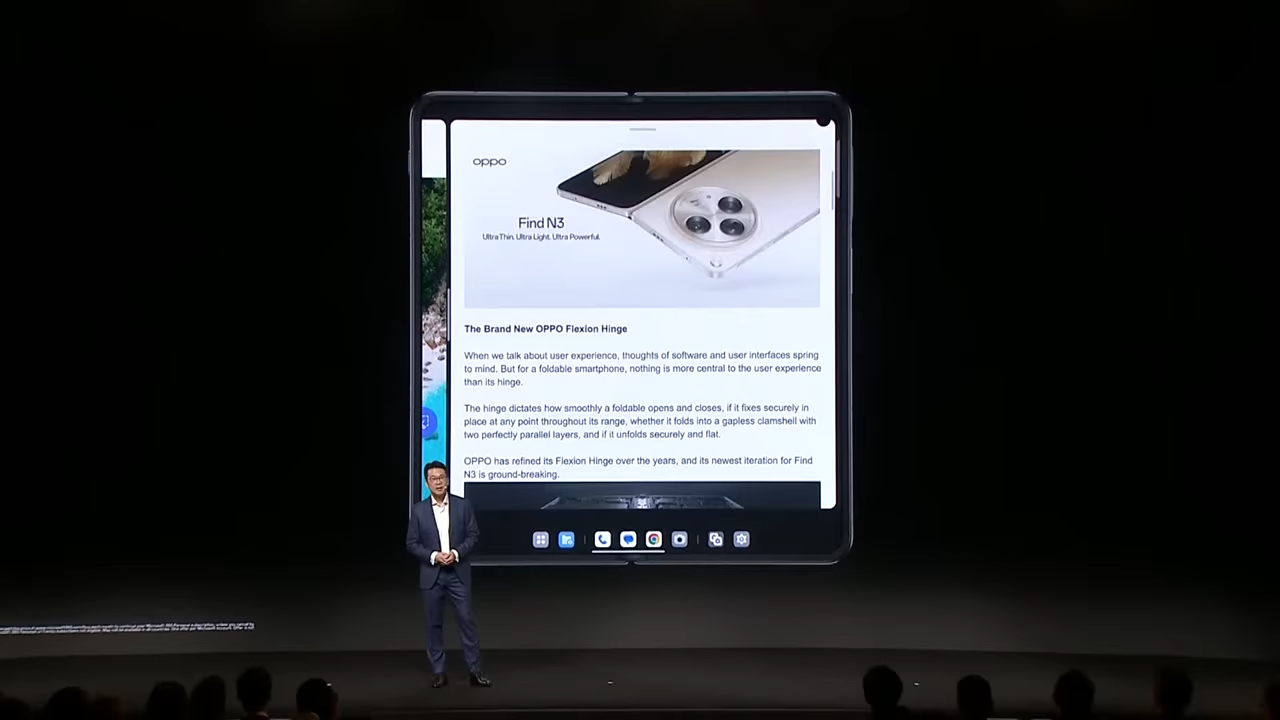 oppo
Find N3
Ultra Thin. Ultra Light. Ultra Powerful.
The Brand New OPPO Flexion Hinge
When we talk about user experience, thoughts of software and user interfaces spring
to mind. But for a foldable smartphone, nothing is more central to the user experience
than its hinge.
The hinge dictates how smoothly a foldable opens and closes, if it fixes securely in
place at any point throughout its range, whether it folds into a gapless clamshell with
two perfectly parallel layers, and if it unfolds securely and flat.
OPPO has refined its Flexion Hinge over the years, and its newest iteration for Find
N3 is ground-breaking.